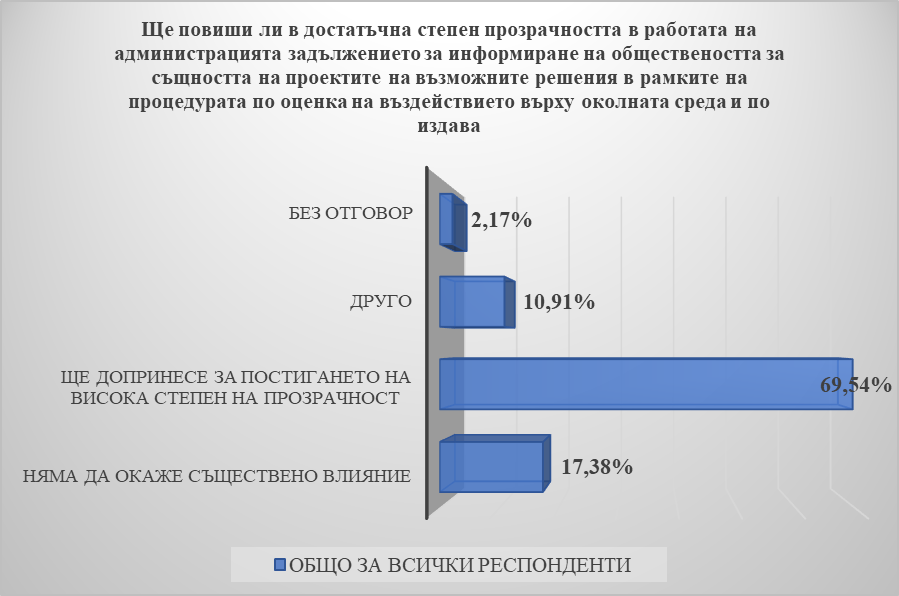 Ще повиши ли в достатъчна степен прозрачността в работата на
администрацията задължението за информиране на обществеността за
същността на проектите на възможните решения в рамките на
процедурата по оценка на въздействието върху околната среда и по
издава
БЕЗ ОТГОВОР
2,17%
ДРУГО
10,91%
ЩЕ ДОПРИНЕСЕ ЗА ПОСТИГАНЕТО НА
ВИСОКА СТЕПЕН НА ПРОЗРАЧНОСТ
69,54%
НЯМА ДА ОКАЖЕ СЪЩЕСТВЕНО ВЛИЯНИЕ
17,38%
ОБЩО ЗА ВСИЧКИ РЕСПОНДЕНТИ